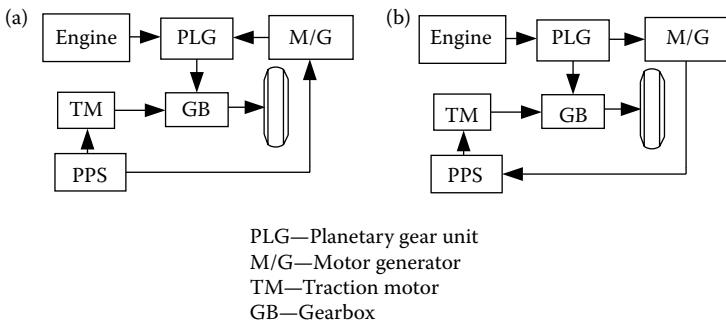 (a)
Engine
PLG
M/G
TM
GB
PPS
(b)
Engine
PLG
M/G
TM
GB
PPS
PLG—Planetary gear unit
M/G—Motor generator
TM—Traction motor
GB—Gearbox